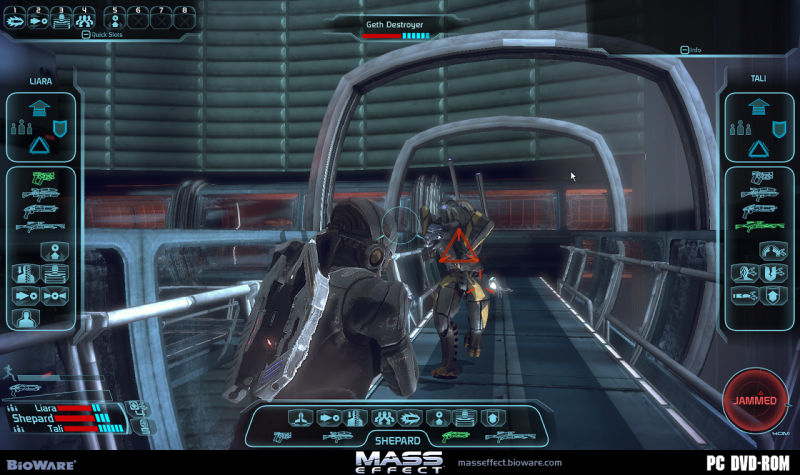 1 2 3 4 5 6 7 8
Quick Slots
Geth Destroyer
Info
LIARA
TALI
Liara
Shepard
Tali
SHEPARD
JAMMED
40M
BIOWARE
MASS
EFFECT
masseffect.bioware.com
PC DVD-ROM